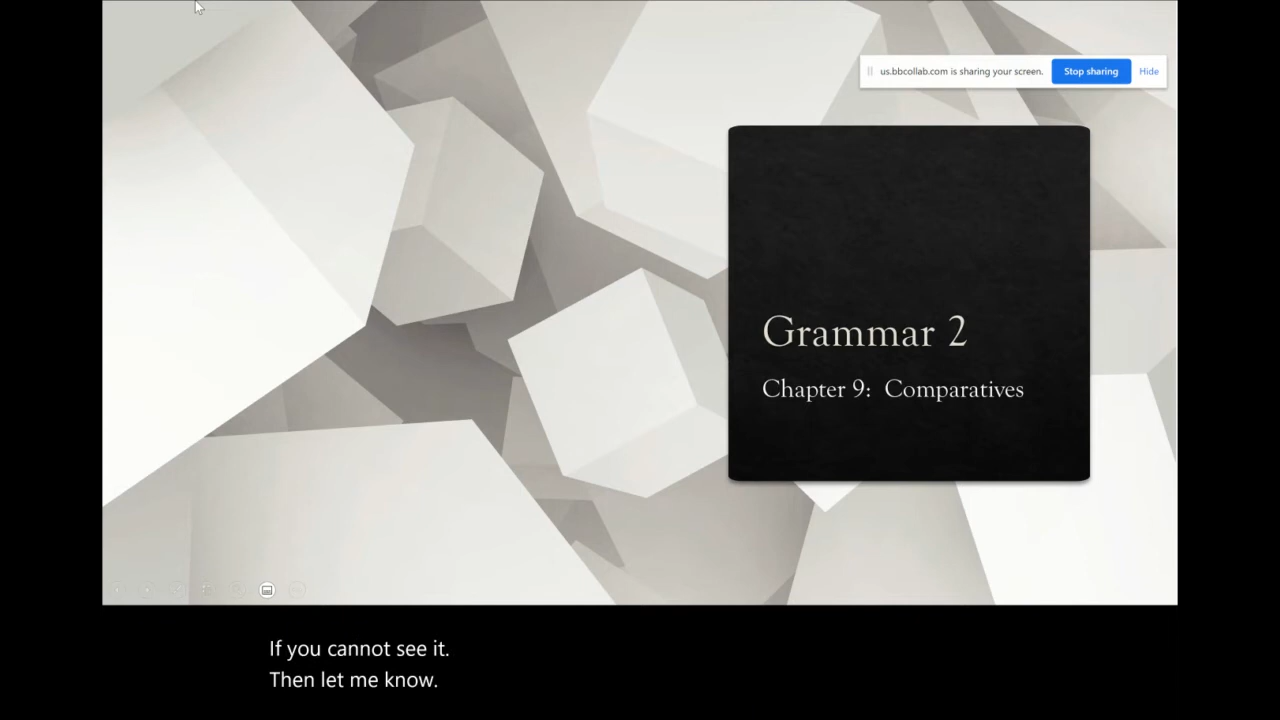 us.bbcollab.com is sharing your screen. Stop sharing Hide
Grammar 2
Chapter 9: Comparatives
If you cannot see it.
Then let me know.